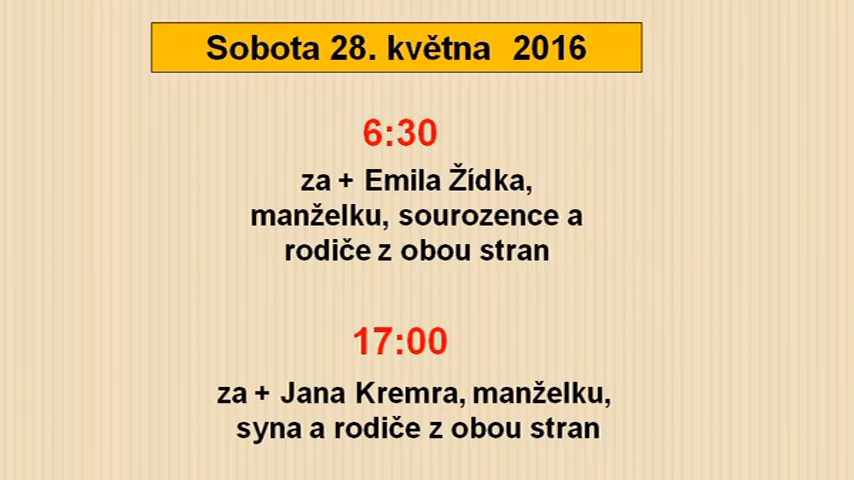 Sobota 28. května 2016
6:30
za + Emila Žídka,
manželku, sourozence a
rodiče z obou stran
17:00
za + Jana Kremra, manželku,
syna a rodiče z obou stran